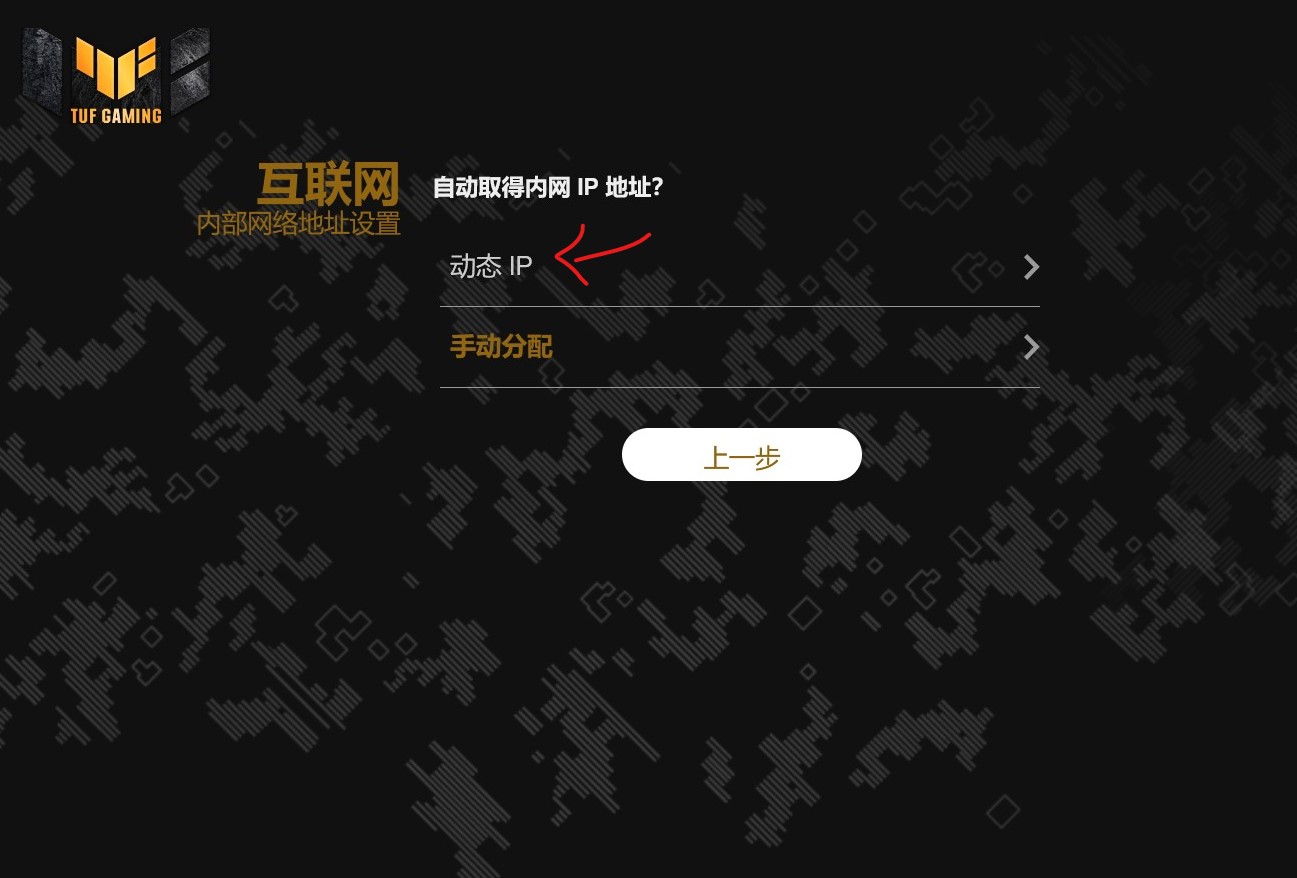 TUF GAMING
互联网
内部网络地址设置
自动取得内网 IP 地址？
动态 IP
手动分配
上一步